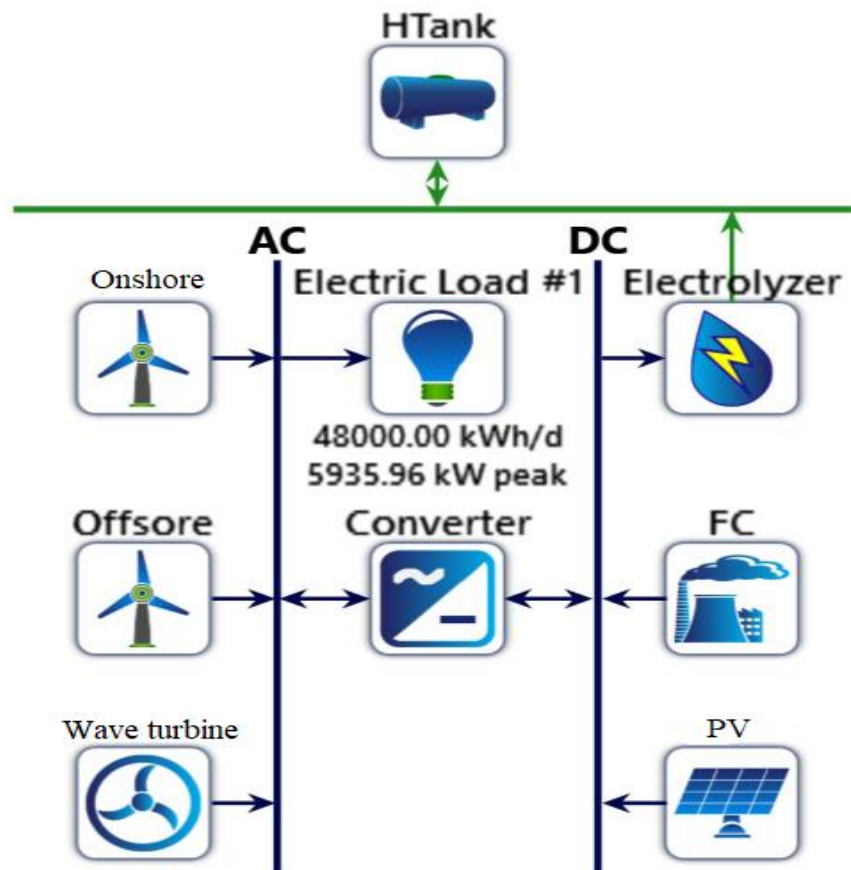 HTank
AC
DC
Onshore
Electric Load #1
Electrolyzer
48000.00 kWh/d
5935.96 kW peak
Offsore
Converter
FC
Wave turbine
PV